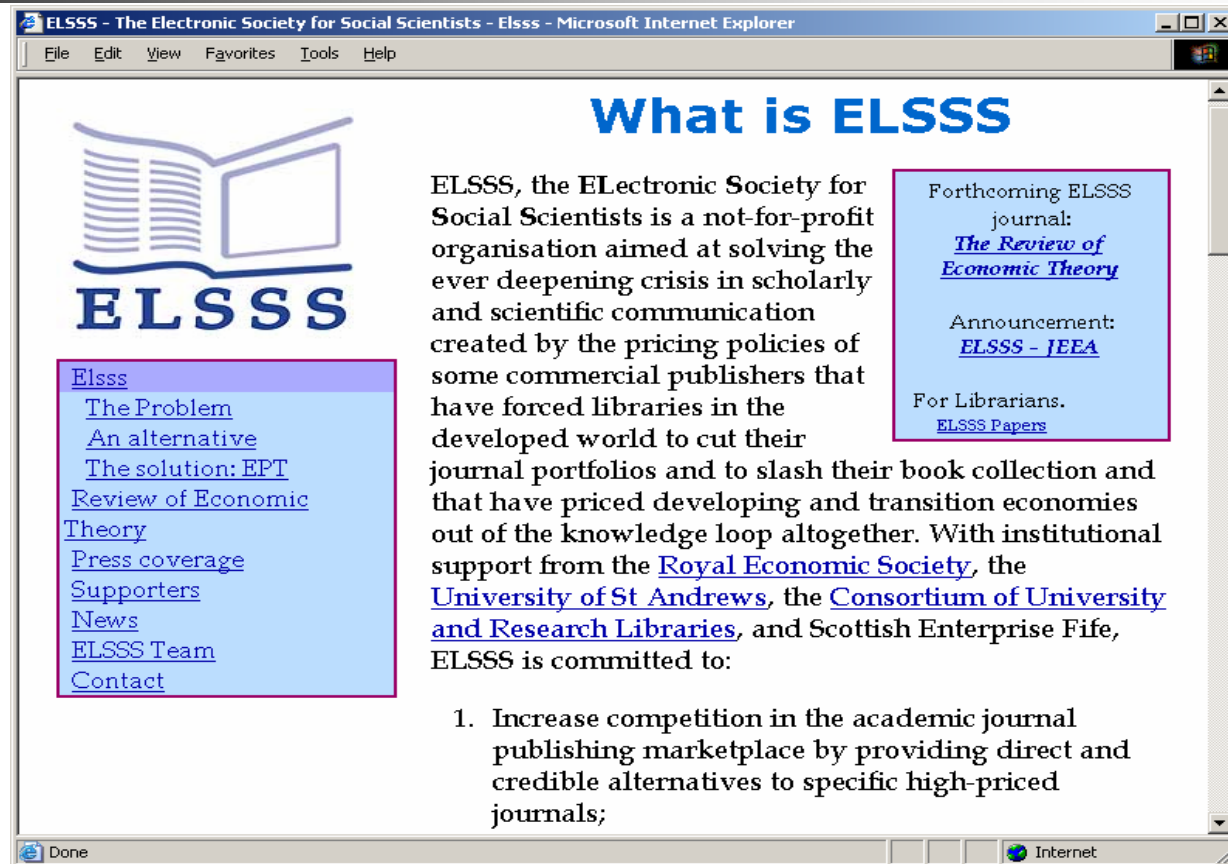 ELSSS - The Electronic Society for Social Scientists - Elsss - Microsoft Internet Explorer
File Edit View Favorites Tools Help
ELSSS
Elsss
The Problem
An alternative
The solution: EPT
Review of Economic
Theory
Press coverage
Supporters
News
ELSSS Team
Contact
What is ELSSS
ELSSS, the ELectronic Society for
Social Scientists is a not-for-profit
organisation aimed at solving the
ever deepening crisis in scholarly
and scientific communication
created by the pricing policies of
some commercial publishers that
have forced libraries in the
developed world to cut their
journal portfolios and to slash their book collection and
that have priced developing and transition economies
out of the knowledge loop altogether. With institutional
support from the Royal Economic Society, the
University of St Andrews, the Consortium of University
and Research Libraries, and Scottish Enterprise Fife,
ELSSS is committed to:
1. Increase competition in the academic journal
publishing marketplace by providing direct and
credible alternatives to specific high-priced
journals;
Forthcoming ELSSS
journal:
The Review of
Economic Theory
Announcement:
ELSSS - JEEA
For Librarians.
ELSSS Papers
Done
Internet